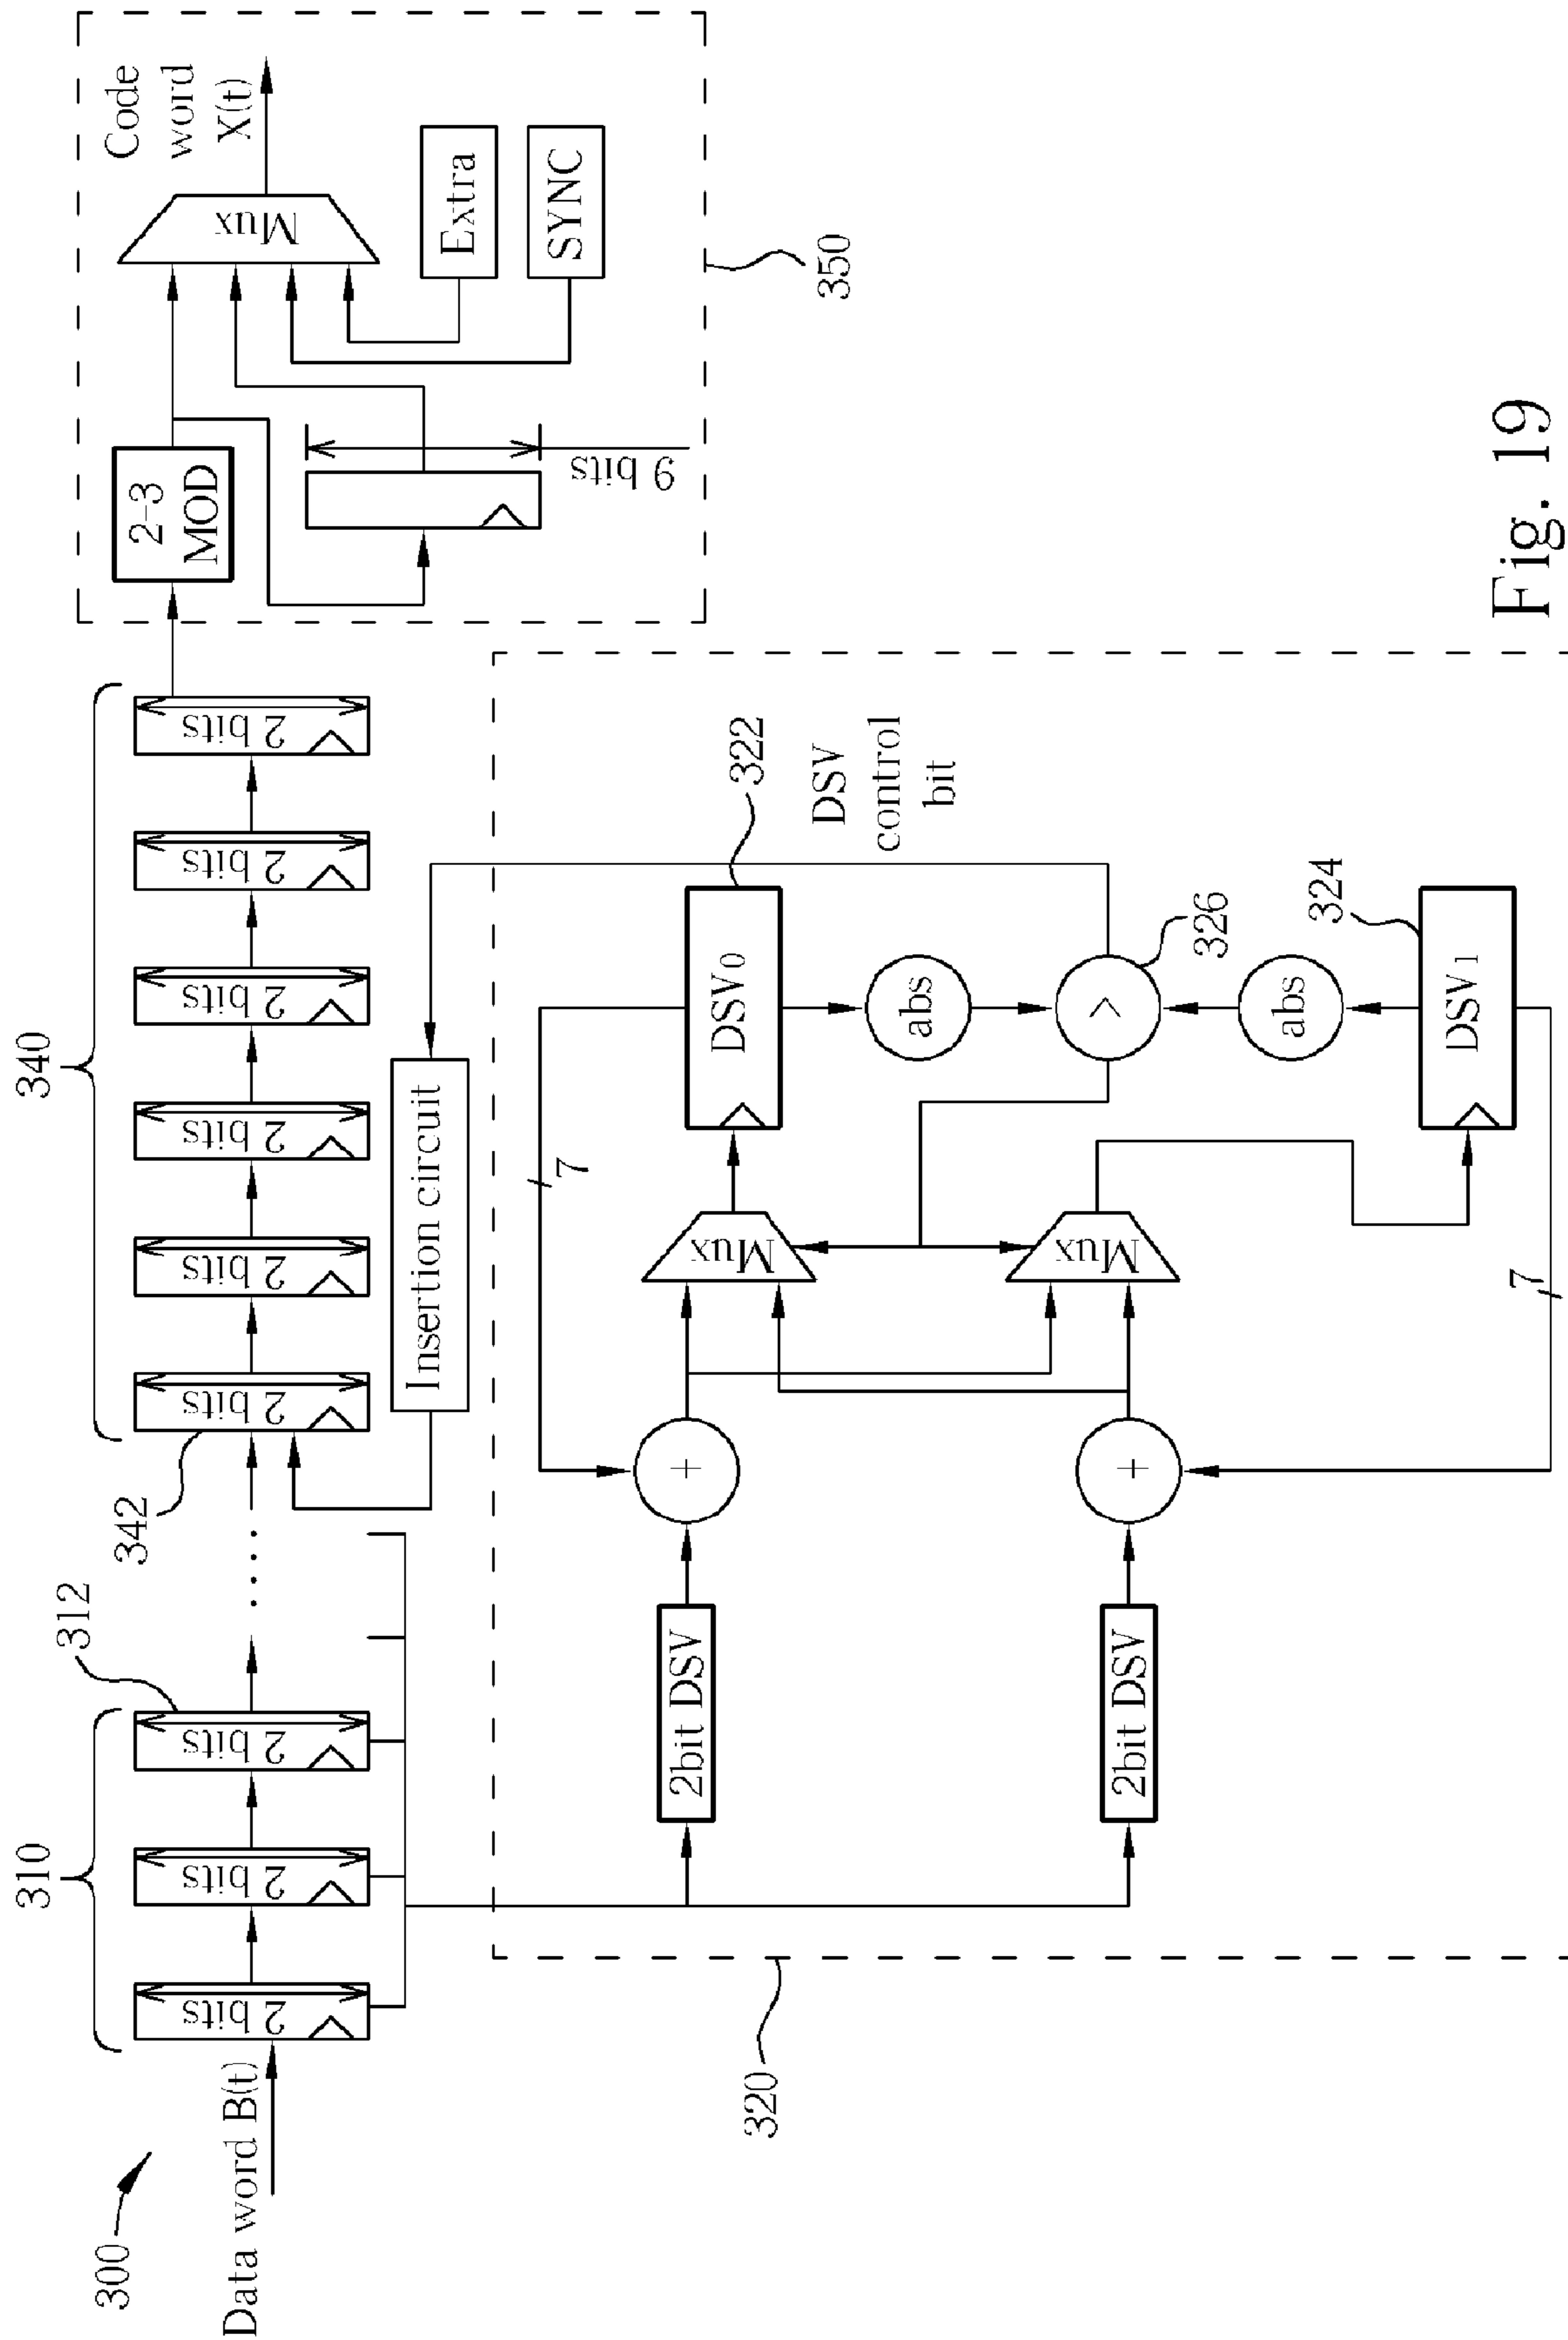 300
Data word B(t)
310
2 bits
2 bits
2 bits
312
342
340
2 bits
2 bits
2 bits
2 bits
2 bits
2 bits
Insertion circuit
2-3
MOD
9 bits
Mux
Code
word
X(t)
Extra
SYNC
350
320
2bit DSV
2bit DSV
+
+
Mux
Mux
7
7
DSV0
322
abs
>
326
abs
DSV1
324
DSV
control
bit
Fig. 19